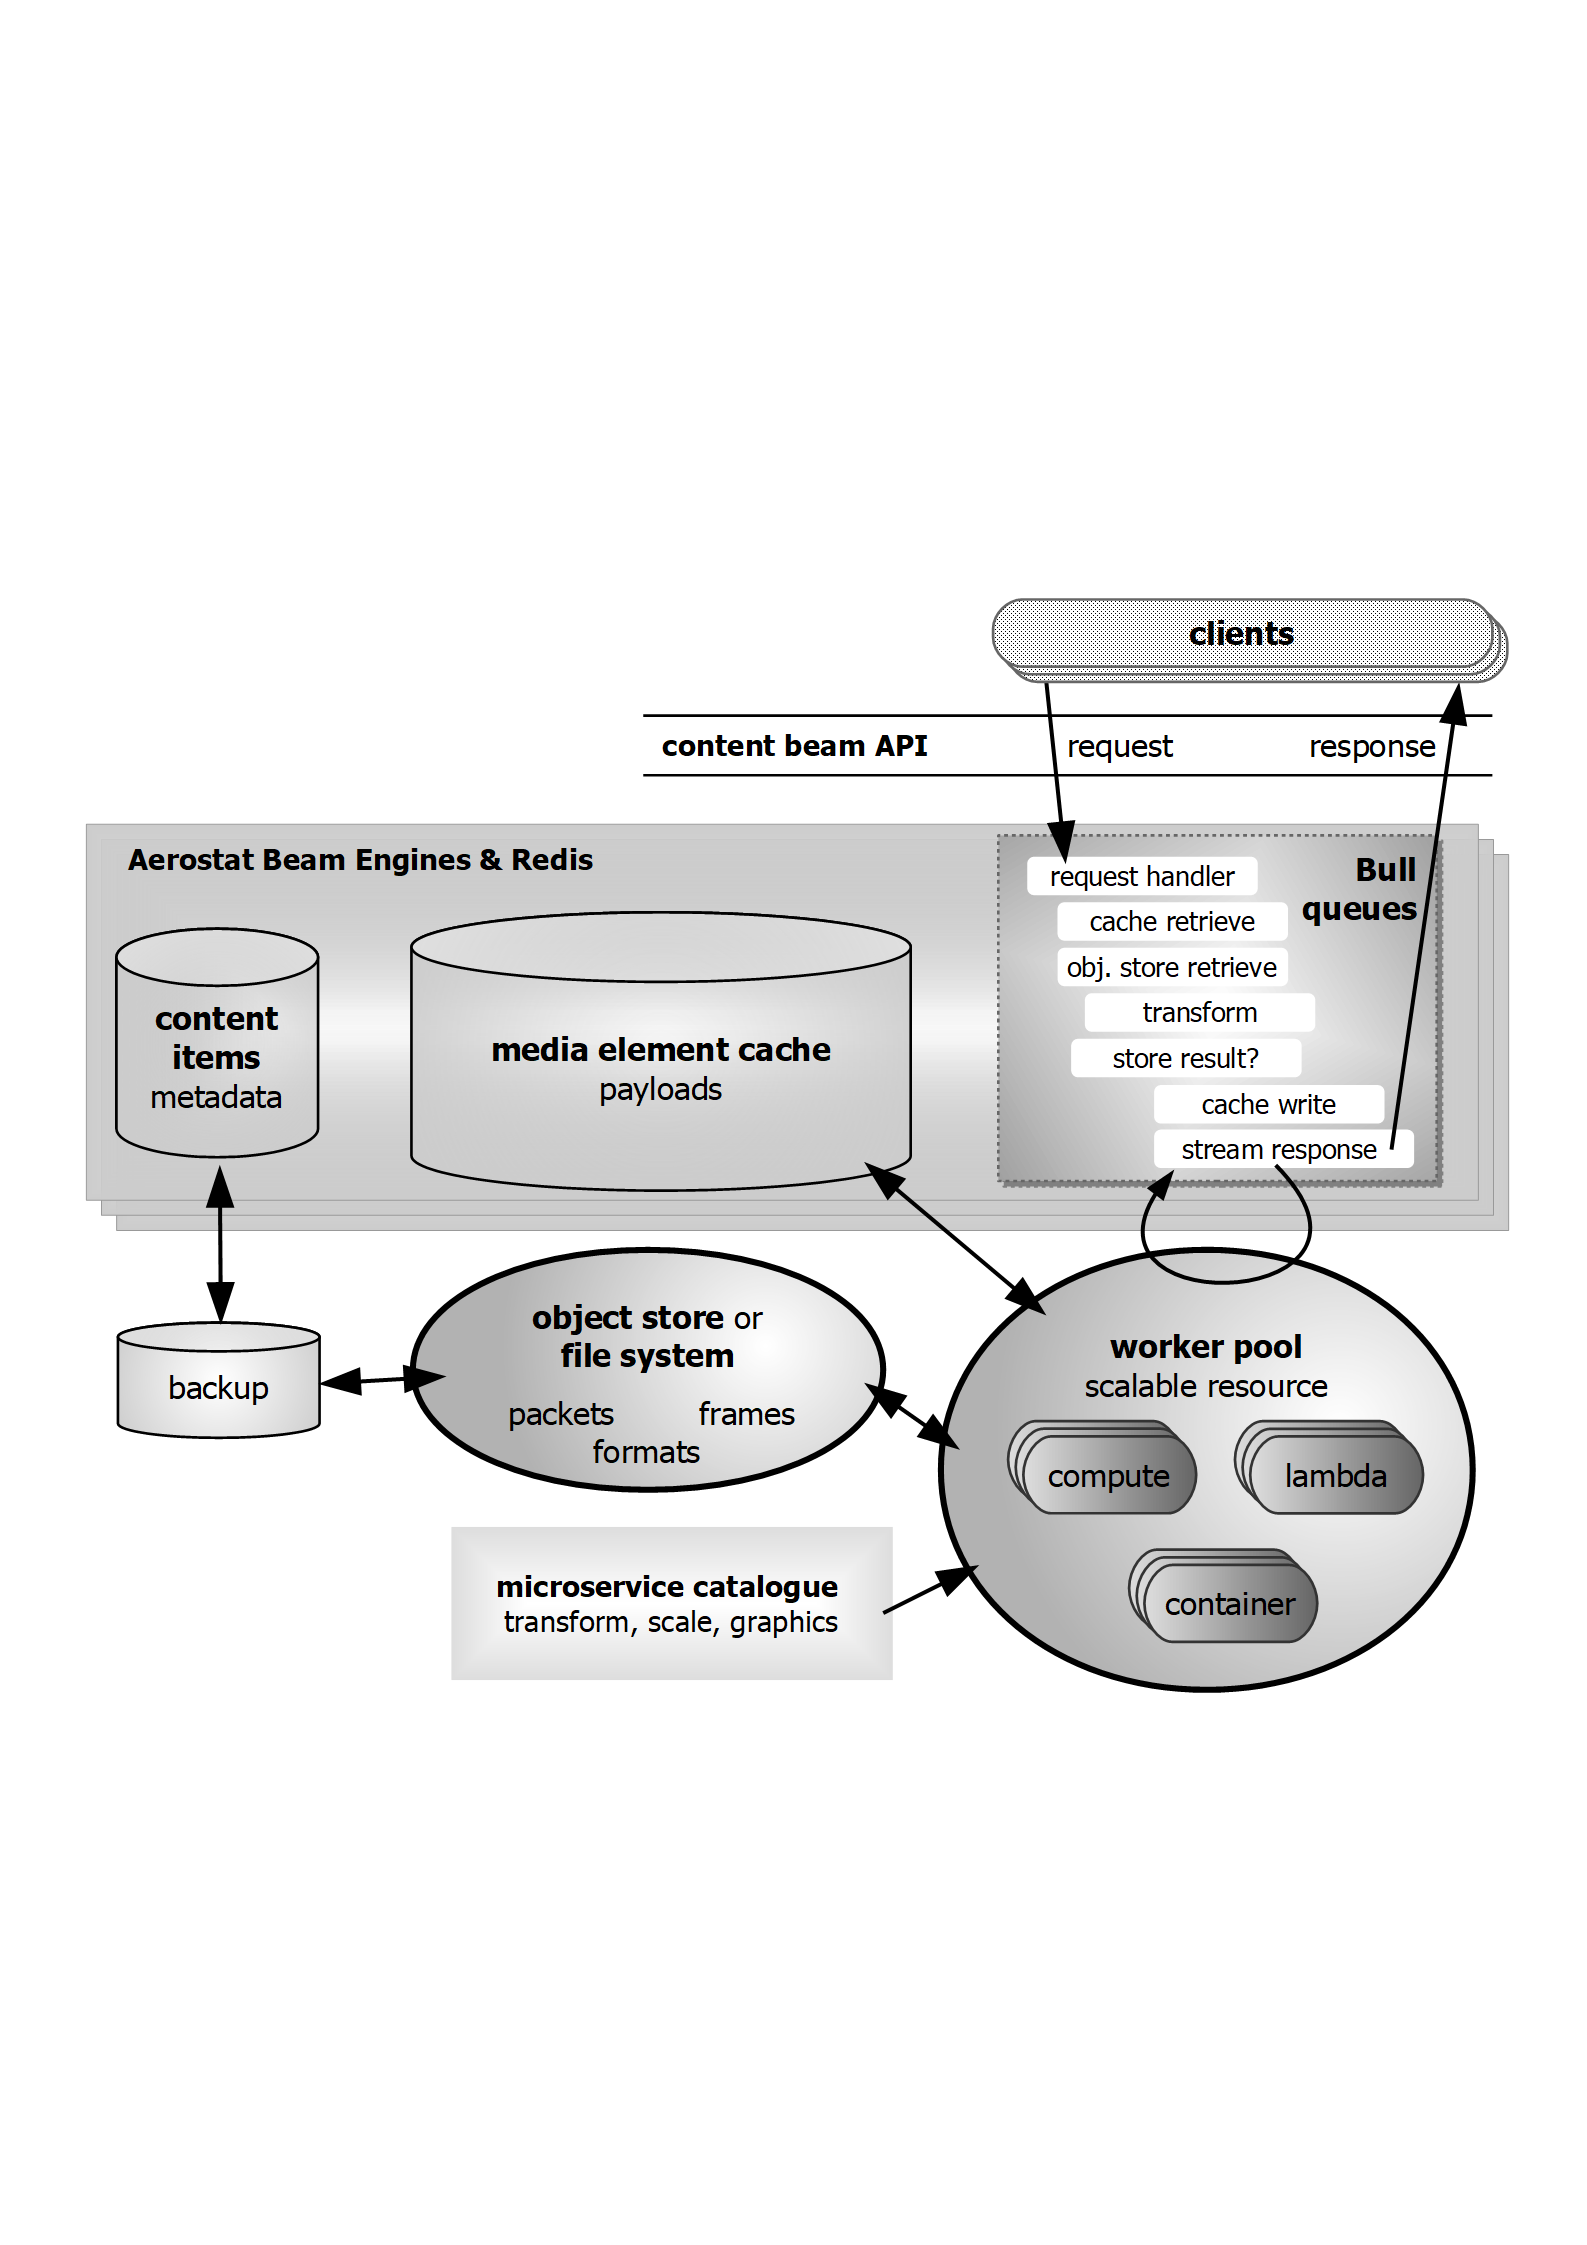 clients
content beam API request response
Aerostat Beam Engines & Redis
Bull
queues
request handler
cache retrieve
obj. store retrieve
transform
store result?
cache write
stream response
content
items
metadata
media element cache
payloads
backup
object store or
file system
packets frames
formats
worker pool
scalable resource
compute lambda
container
microservice catalogue
transform, scale, graphics